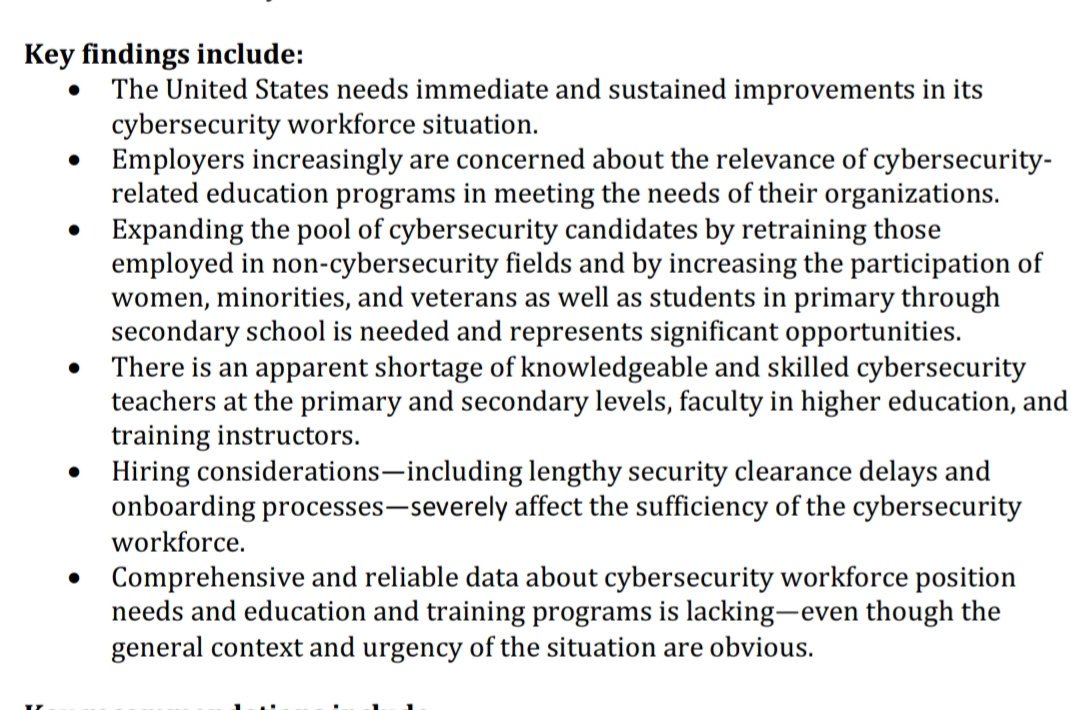 Key findings include:
• The United States needs immediate and sustained improvements in its
cybersecurity workforce situation.
• Employers increasingly are concerned about the relevance of cybersecurity-
related education programs in meeting the needs of their organizations.
• Expanding the pool of cybersecurity candidates by retraining those
employed in non-cybersecurity fields and by increasing the participation of
women, minorities, and veterans as well as students in primary through
secondary school is needed and represents significant opportunities.
• There is an apparent shortage of knowledgeable and skilled cybersecurity
teachers at the primary and secondary levels, faculty in higher education, and
training instructors.
• Hiring considerations—including lengthy security clearance delays and
onboarding processes—severely affect the sufficiency of the cybersecurity
workforce.
• Comprehensive and reliable data about cybersecurity workforce position
needs and education and training programs is lacking—even though the
general context and urgency of the situation are obvious.